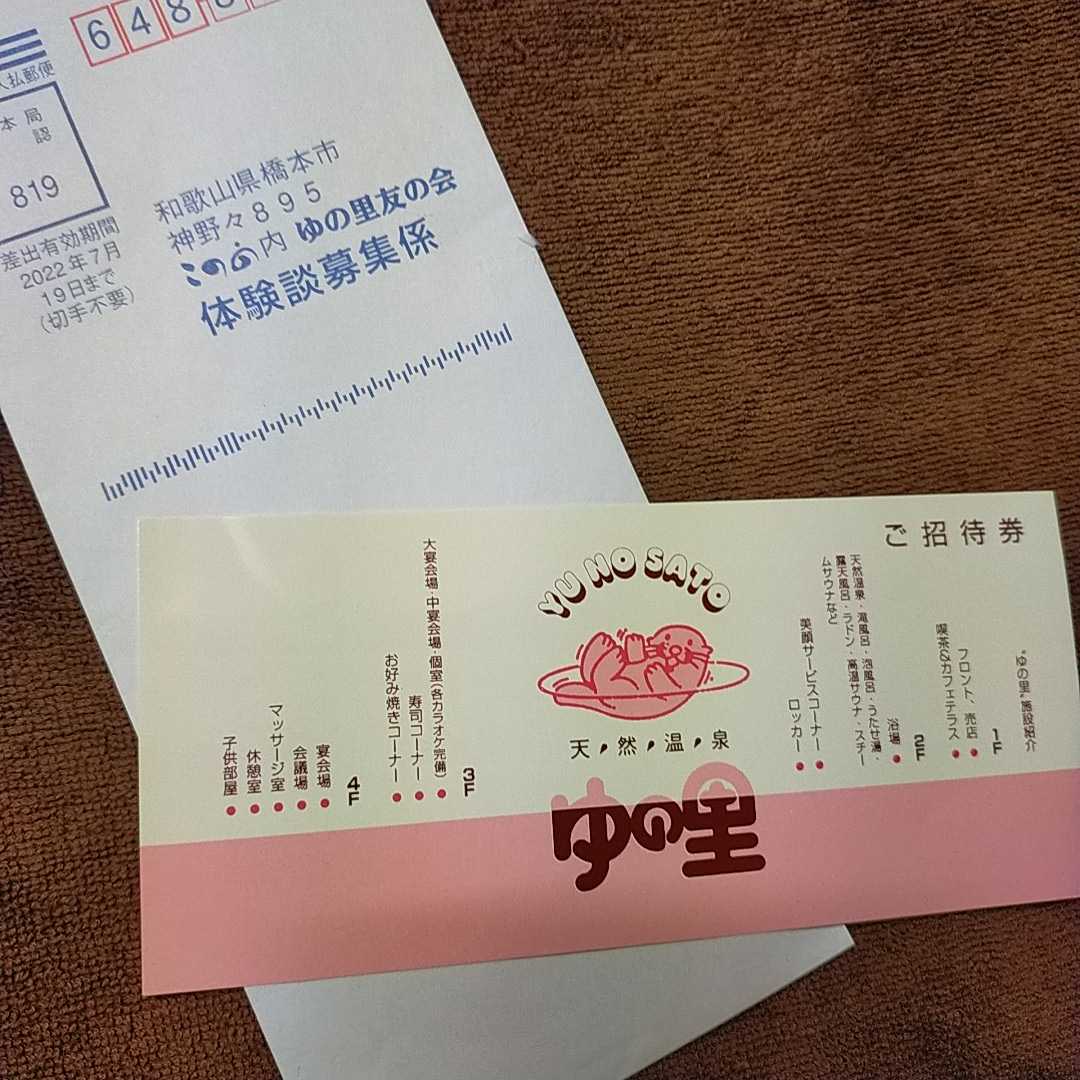 6488
人払郵便
本局
認
819
差出有効期間
2022年7月
19日まで
(切手不要)
和歌山県橋本市
神野々895
このの内 ゆの里友の会
体験談募集係
ご招待券
"ゆの里"施設紹介
1F
フロント、売店
喫茶&カフェテラス
2F
浴場
天然温泉・滝風呂・泡風呂・うたせ湯・
露天風呂・ラドン・高温サウナ・スチー
ムサウナなど
美顔サービスコーナー
ロッカー
YU NO SATO
天然温泉
ゆの里
3F
大宴会場・中宴会場・個室(各カラオケ完備)
寿司コーナー
お好み焼きコーナー
4F
宴会場
会議場
マッサージ室
休憩室
子供部屋